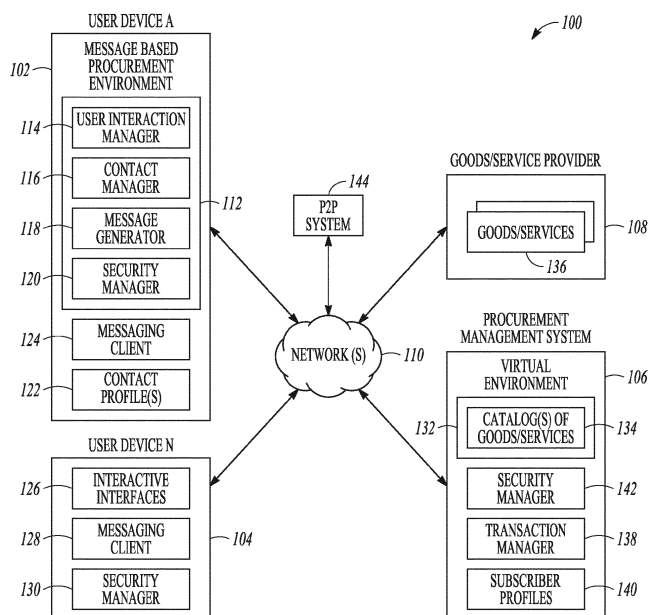 100
USER DEVICE A
102
MESSAGE BASED
PROCUREMENT
ENVIRONMENT
114
USER INTERACTION
MANAGER
116
CONTACT
MANAGER
112
118
MESSAGE
GENERATOR
120
SECURITY
MANAGER
124
MESSAGING
CLIENT
122
CONTACT
PROFILE(S)
144
P2P
SYSTEM
GOODS/SERVICE PROVIDER
108
GOODS/SERVICES
136
NETWORK (S)
110
PROCUREMENT
MANAGEMENT SYSTEM
106
VIRTUAL
ENVIRONMENT
132
CATALOG(S) OF
GOODS/SERVICES
134
SECURITY
MANAGER
142
TRANSACTION
MANAGER
138
SUBSCRIBER
PROFILES
140
USER DEVICE N
126
INTERACTIVE
INTERFACES
128
MESSAGING
CLIENT
104
130
SECURITY
MANAGER